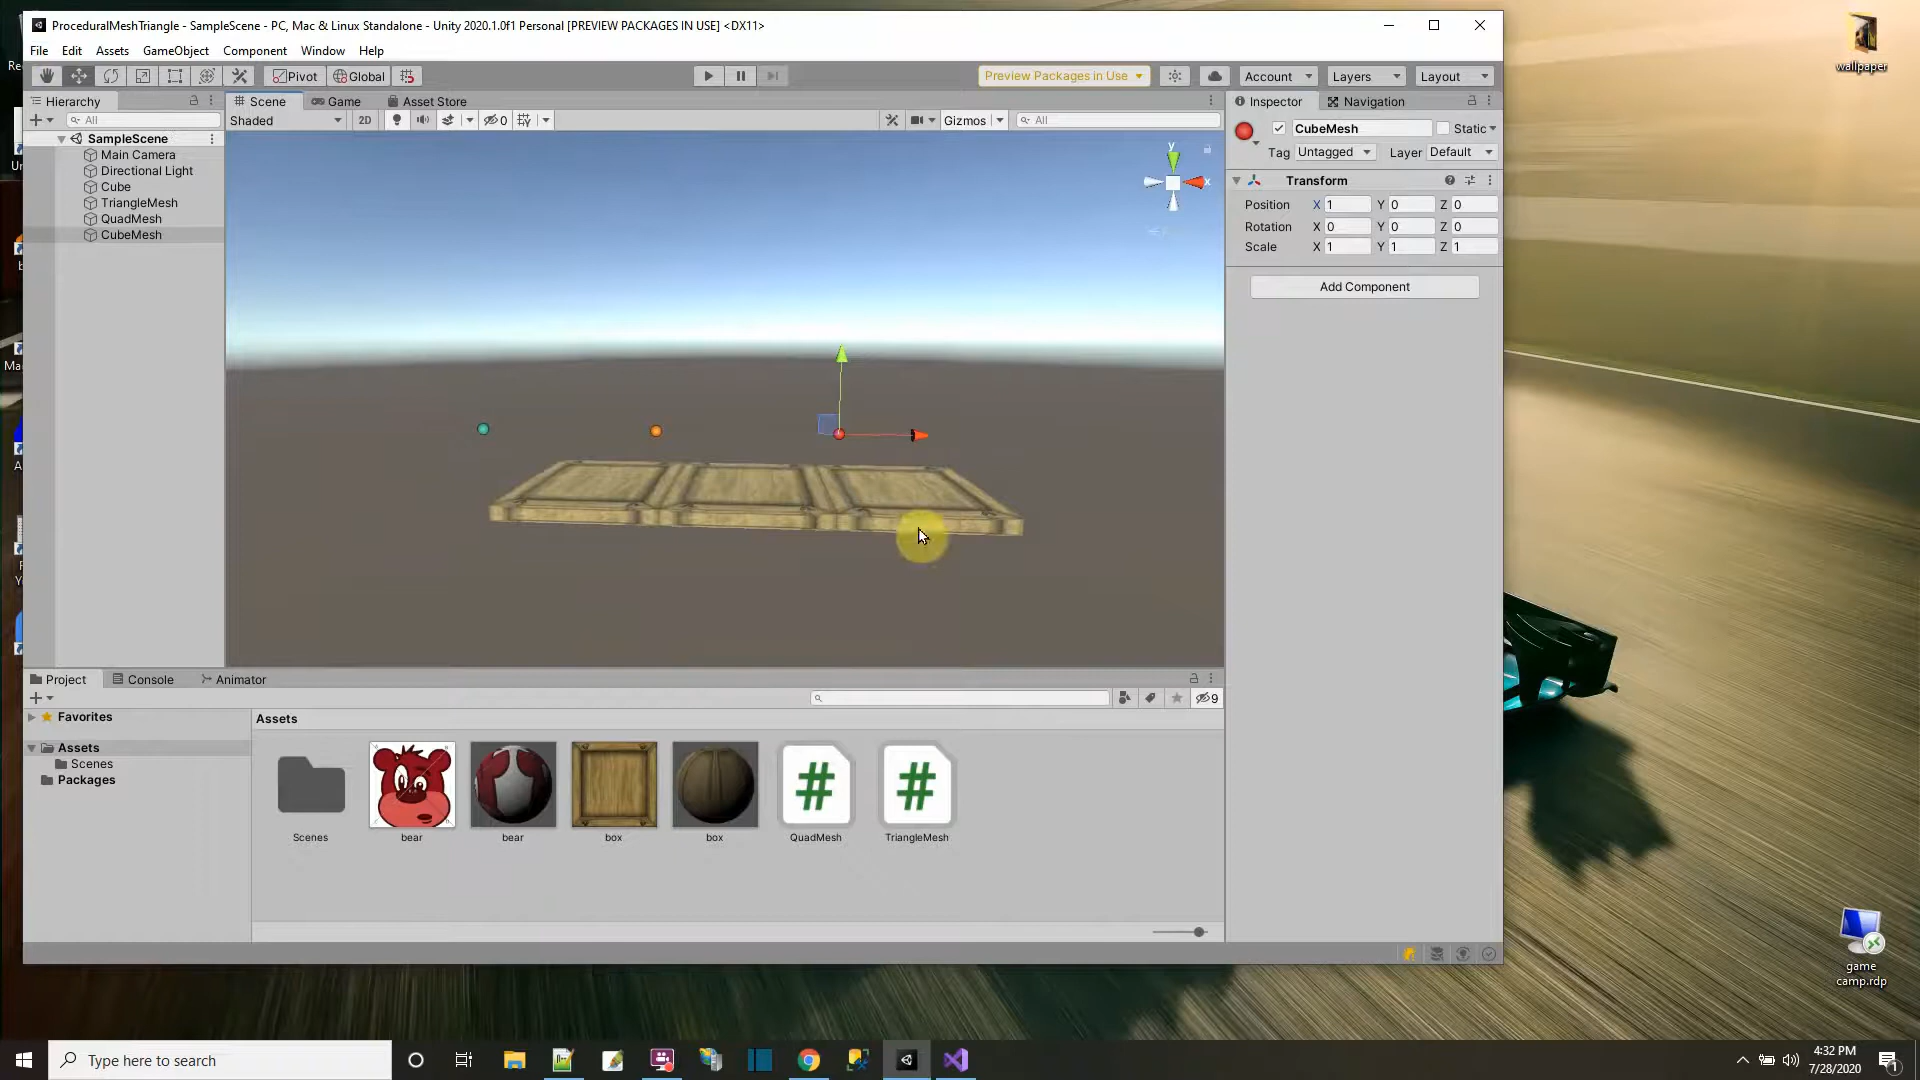 ProceduralMeshTriangle - SampleScene - PC, Mac & Linux Standalone - Unity 2020.1.0f1 Personal [PREVIEW PACKAGES IN USE] <DX11>
File Edit Assets GameObject Component Window Help
Pivot Global Preview Packages in Use Account Layers Layout
Hierarchy Scene Game Asset Store Inspector Navigation
All Shaded 2D 0 Gizmos All
SampleScene
Main Camera
Directional Light
Cube
TriangleMesh
QuadMesh
CubeMesh
y
x
CubeMesh Static
Tag Untagged Layer Default
Transform
Position X 1 Y 0 Z 0
Rotation X 0 Y 0 Z 0
Scale X 1 Y 1 Z 1
Add Component
Project Console Animator
9
Favorites
Assets
Scenes
Packages
Assets
Scenes bear bear box box QuadMesh TriangleMesh
wallpaper
game
camp.rdp
Type here to search
4:32 PM
7/28/2020
1